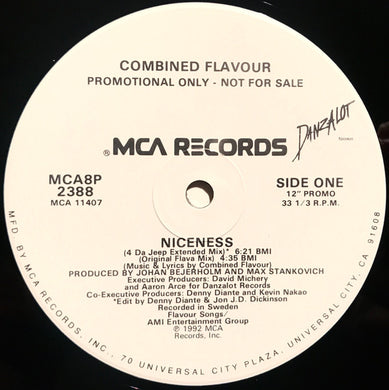 COMBINED FLAVOUR
PROMOTIONAL ONLY - NOT FOR SALE
DANZALOT
® MCA RECORDS
MCA8P
2388
MCA 11407
SIDE ONE
12" PROMO
33 1/3 R.P.M.
NICENESS
(4 Da Jeep Extended Mix)* 6:21 BMI
(Original Flava Mix) 4:35 BMI
(Music & Lyrics by Combined Flavour)
PRODUCED BY JOHAN BEJERHOLM AND MAX STANKOVICH
Executive Producers: David Michery
and Aaron Arce for Danzalot Records
Co-Executive Producers: Denny Diante and Kevin Nakao
*Edit by Denny Diante & Jon J.D. Dickinson
Recorded in Sweden
Flavour Songs/
AMI Entertainment Group
℗ 1992 MCA
Records, Inc.
MFD. BY MCA RECORDS, INC., 70 UNIVERSAL CITY PLAZA, UNIVERSAL CITY, CA. 91608